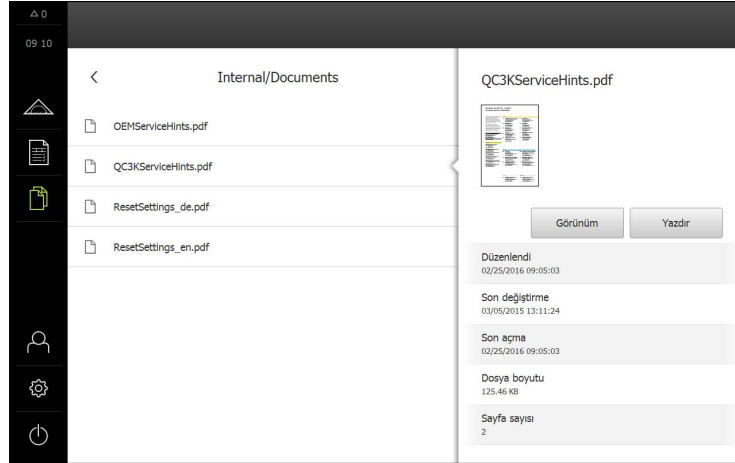 0
09 10
Internal/Documents
OEMServiceHints.pdf
QC3KServiceHints.pdf
ResetSettings_de.pdf
ResetSettings_en.pdf
QC3KServiceHints.pdf
Görünüm
Yazdır
Düzenlendi
02/25/2016 09:05:03
Son değiştirme
03/05/2015 13:11:24
Son açma
02/25/2016 09:05:03
Dosya boyutu
125.46 KB
Sayfa sayısı
2